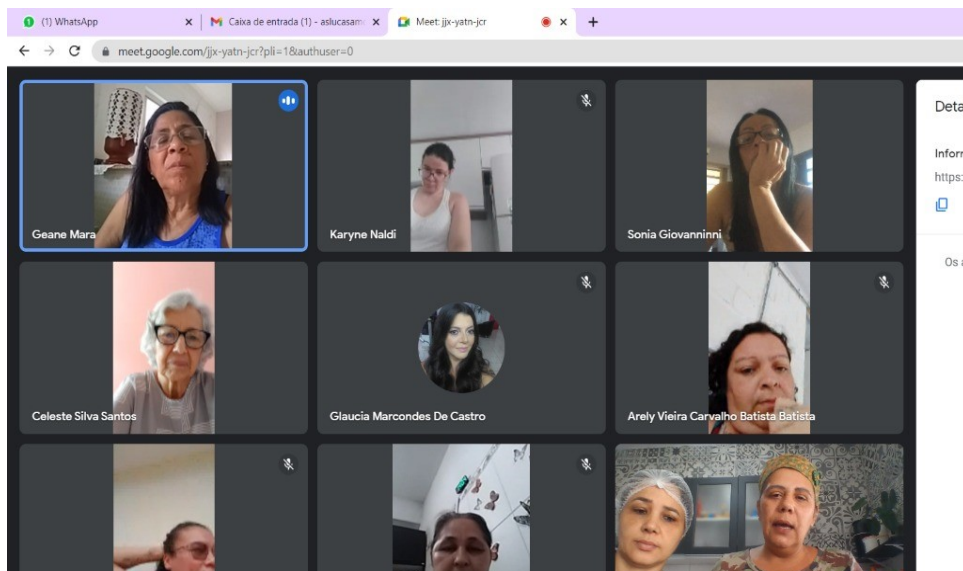 (1) WhatsApp
Caixa de entrada (1) - aslucasam
Meet: jjx-yatn-jcr
meet.google.com/jjx-yatn-jcr?pli=1&authuser=0
Geane Mara
Karyne Naldi
Sonia Giovanninni
Deta
Infor
https:
Celeste Silva Santos
Glaucia Marcondes De Castro
Arely Vieira Carvalho Batista Batista
Os